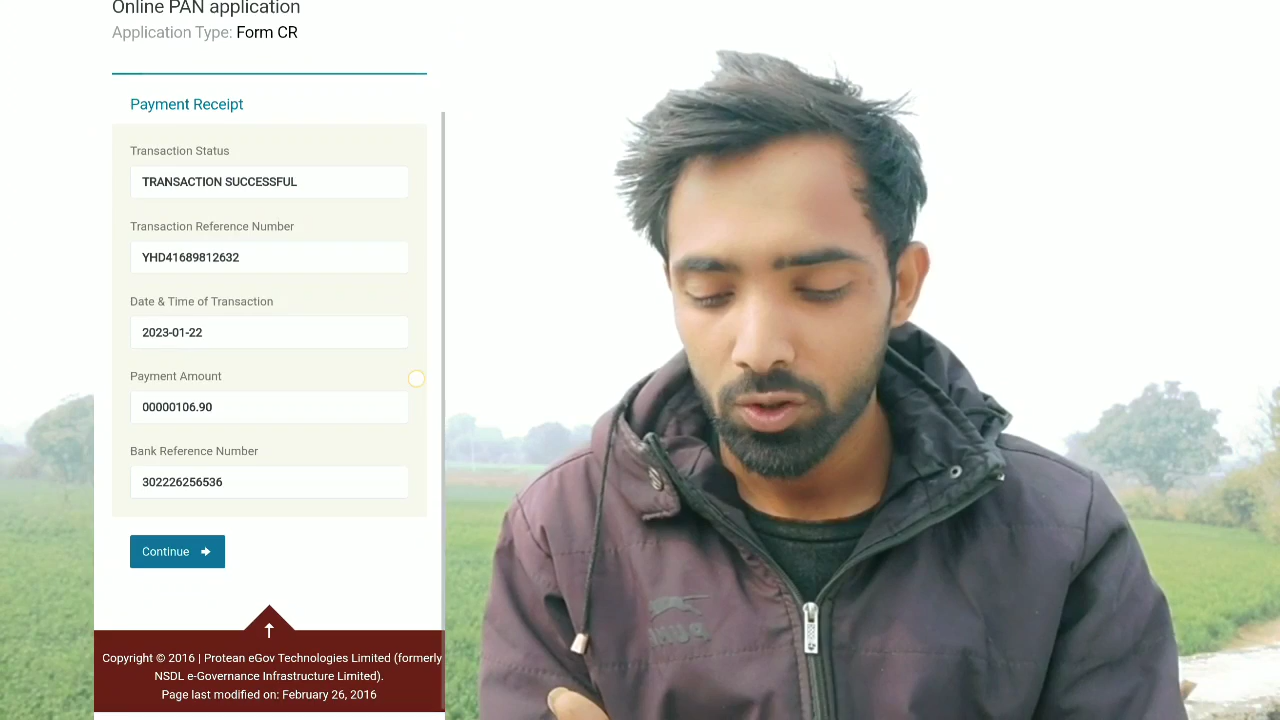 Online PAN application
Application Type: Form CR
Payment Receipt
Transaction Status
TRANSACTION SUCCESSFUL
Transaction Reference Number
YHD41689812632
Date & Time of Transaction
2023-01-22
Payment Amount
00000106.90
Bank Reference Number
302226256536
Continue
Copyright © 2016 | Protean eGov Technologies Limited (formerly
NSDL e-Governance Infrastructure Limited).
Page last modified on: February 26, 2016